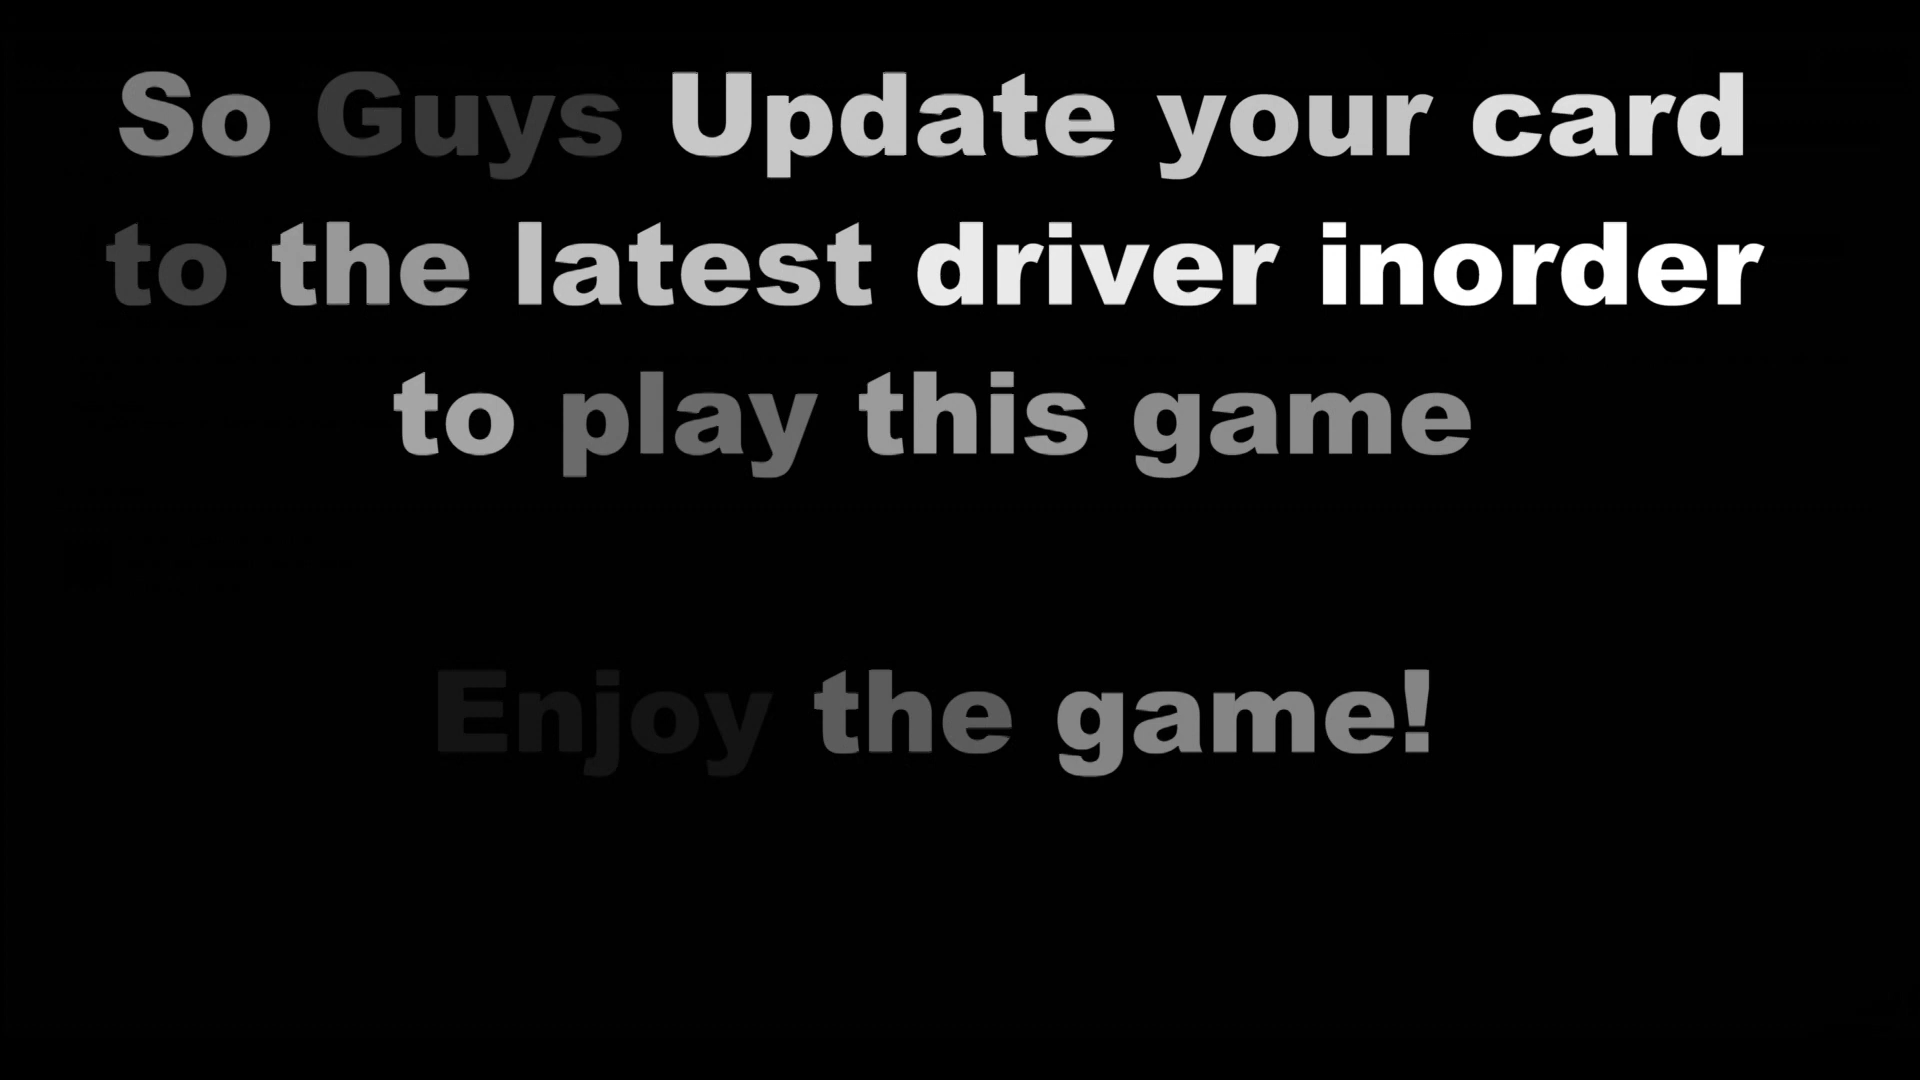 So Guys Update your card
to the latest driver inorder
to play this game
Enjoy the game!